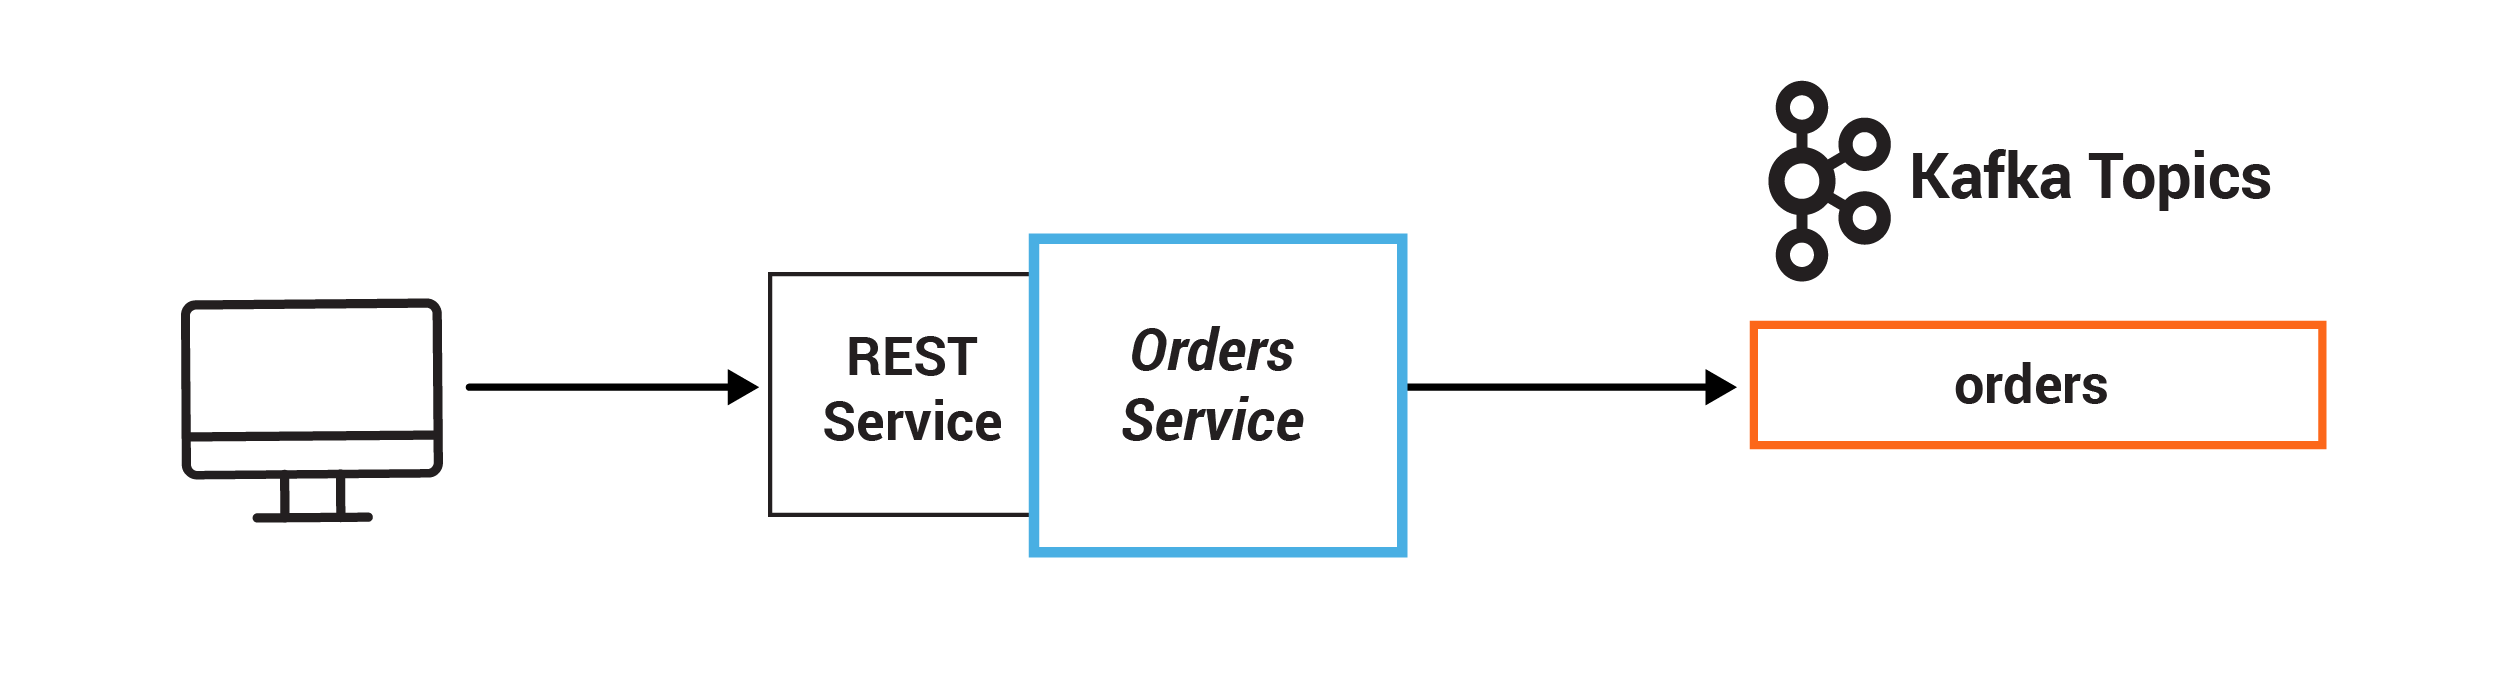 Kafka Topics
REST
Service
Orders
Service
orders